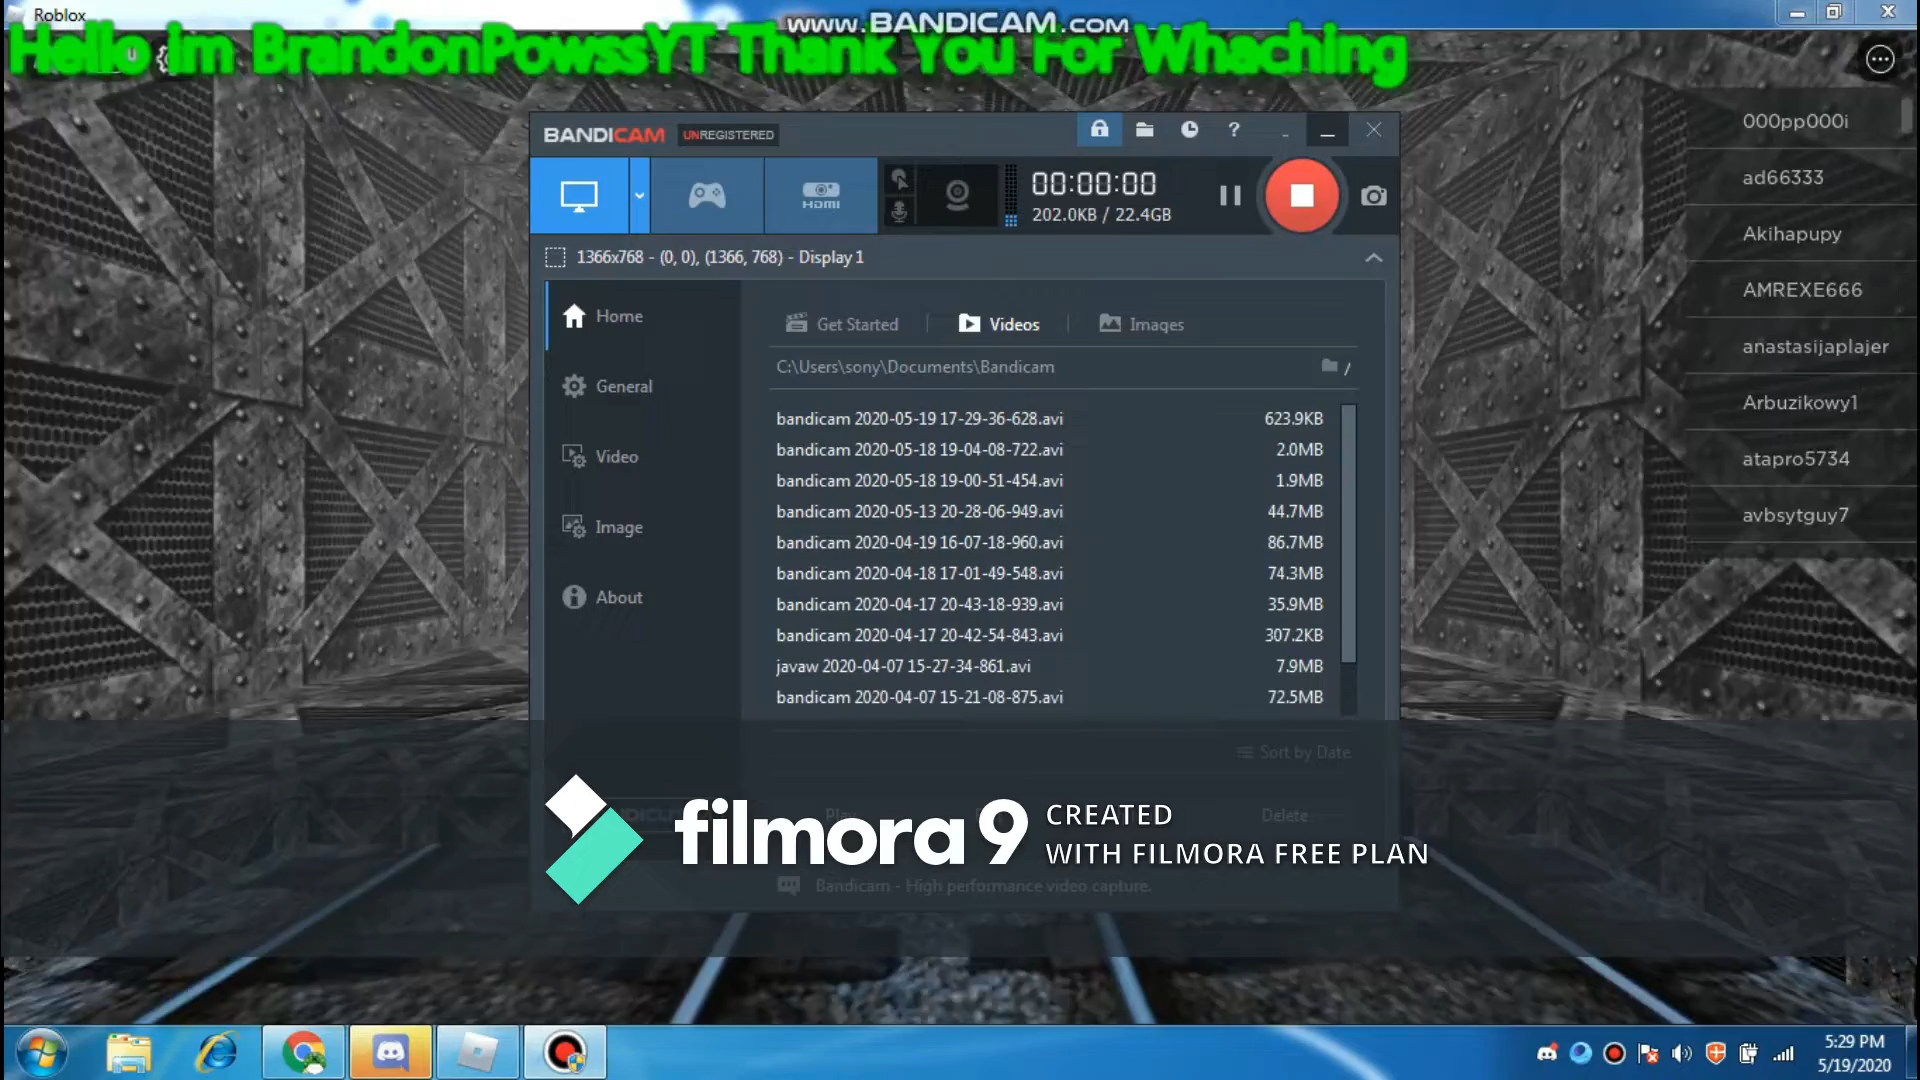 Roblox
www.BANDICAM.com
Hello im BrandonPowssYT Thank You For Whaching
BANDICAM UNREGISTERED
HDMI
00:00:00
202.0KB / 22.4GB
1366x768 - (0, 0), (1366, 768) - Display 1
Home
General
Video
Image
About
Get Started
Videos
Images
C:\Users\sony\Documents\Bandicam
bandicam 2020-05-19 17-29-36-628.avi 623.9KB
bandicam 2020-05-18 19-04-08-722.avi 2.0MB
bandicam 2020-05-18 19-00-51-454.avi 1.9MB
bandicam 2020-05-13 20-28-06-949.avi 44.7MB
bandicam 2020-04-19 16-07-18-960.avi 86.7MB
bandicam 2020-04-18 17-01-49-548.avi 74.3MB
bandicam 2020-04-17 20-43-18-939.avi 35.9MB
bandicam 2020-04-17 20-42-54-843.avi 307.2KB
javaw 2020-04-07 15-27-34-861.avi 7.9MB
bandicam 2020-04-07 15-21-08-875.avi 72.5MB
Sort by Date
Play
Delete
filmora9 CREATED
WITH FILMORA FREE PLAN
Bandicam - High performance video capture.
000pp000i
ad66333
Akihapupy
AMREXE666
anastasijaplajer
Arbuzikowy1
atapro5734
avbsytguy7
5:29 PM
5/19/2020